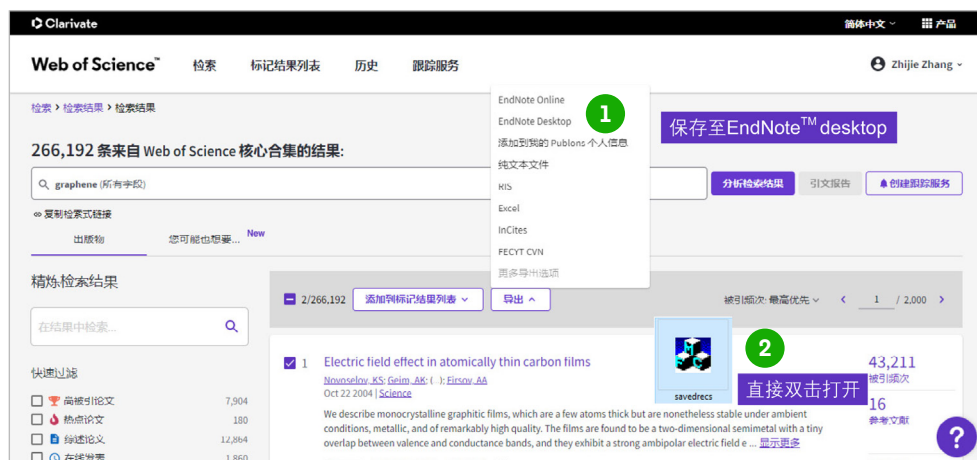 Clarivate
简体中文
产品
Web of Science™
检索
标记结果列表
历史
跟踪服务
Zhijie Zhang
检索 > 检索结果 > 检索结果
EndNote Online
EndNote Desktop
添加到我的 Publons 个人信息
纯文本文件
RIS
Excel
InCites
FECYT CVN
更多导出选项
1
保存至EndNote™ desktop
266,192 条来自 Web of Science 核心合集的结果:
graphene (所有字段)
分析检索结果
引文报告
创建跟踪服务
复制检索式链接
出版物
您可能也想要... New
精炼检索结果
2/266,192
添加到标记结果列表
导出
被引频次: 最高优先
< 1 / 2,000 >
在结果中检索...
快速过滤
高被引论文 7,904
热点论文 180
综述论文 12,864
在线发表 1,860
1 Electric field effect in atomically thin carbon films
Novoselov, KS; Geim, AK; (...); Firsov, AA
Oct 22 2004 | Science
We describe monocrystalline graphitic films, which are a few atoms thick but are nonetheless stable under ambient
conditions, metallic, and of remarkably high quality. The films are found to be a two-dimensional semimetal with a tiny
overlap between valence and conductance bands, and they exhibit a strong ambipolar electric field e ... 显示更多
savedrecs
2
直接双击打开
43,211
被引频次
16
参考文献
?